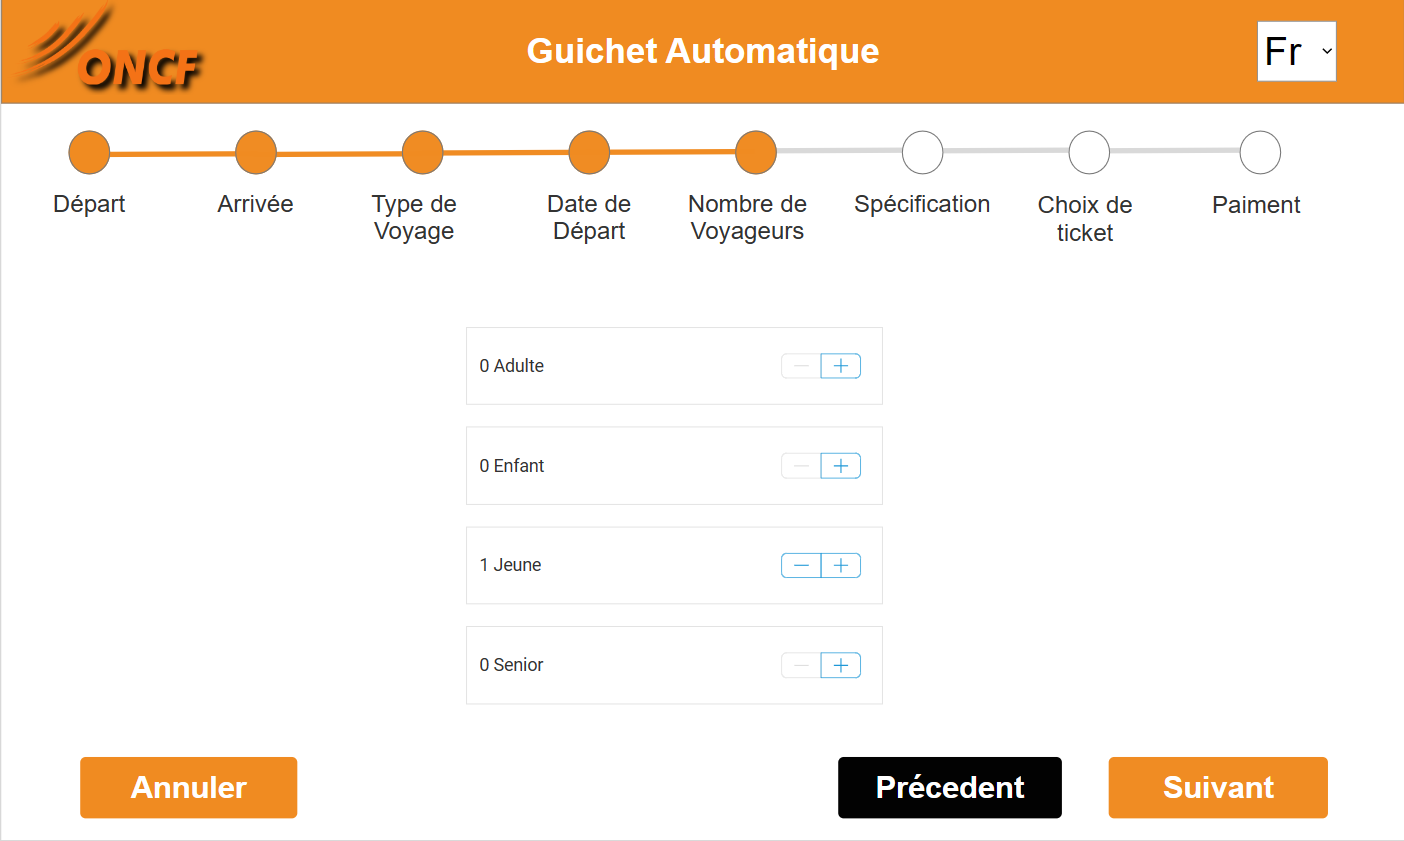 ONCF
Guichet Automatique
Fr
Départ
Arrivée
Type de
Voyage
Date de
Départ
Nombre de
Voyageurs
Spécification
Choix de
ticket
Paiment
0 Adulte
0 Enfant
1 Jeune
0 Senior
Annuler
Précedent
Suivant